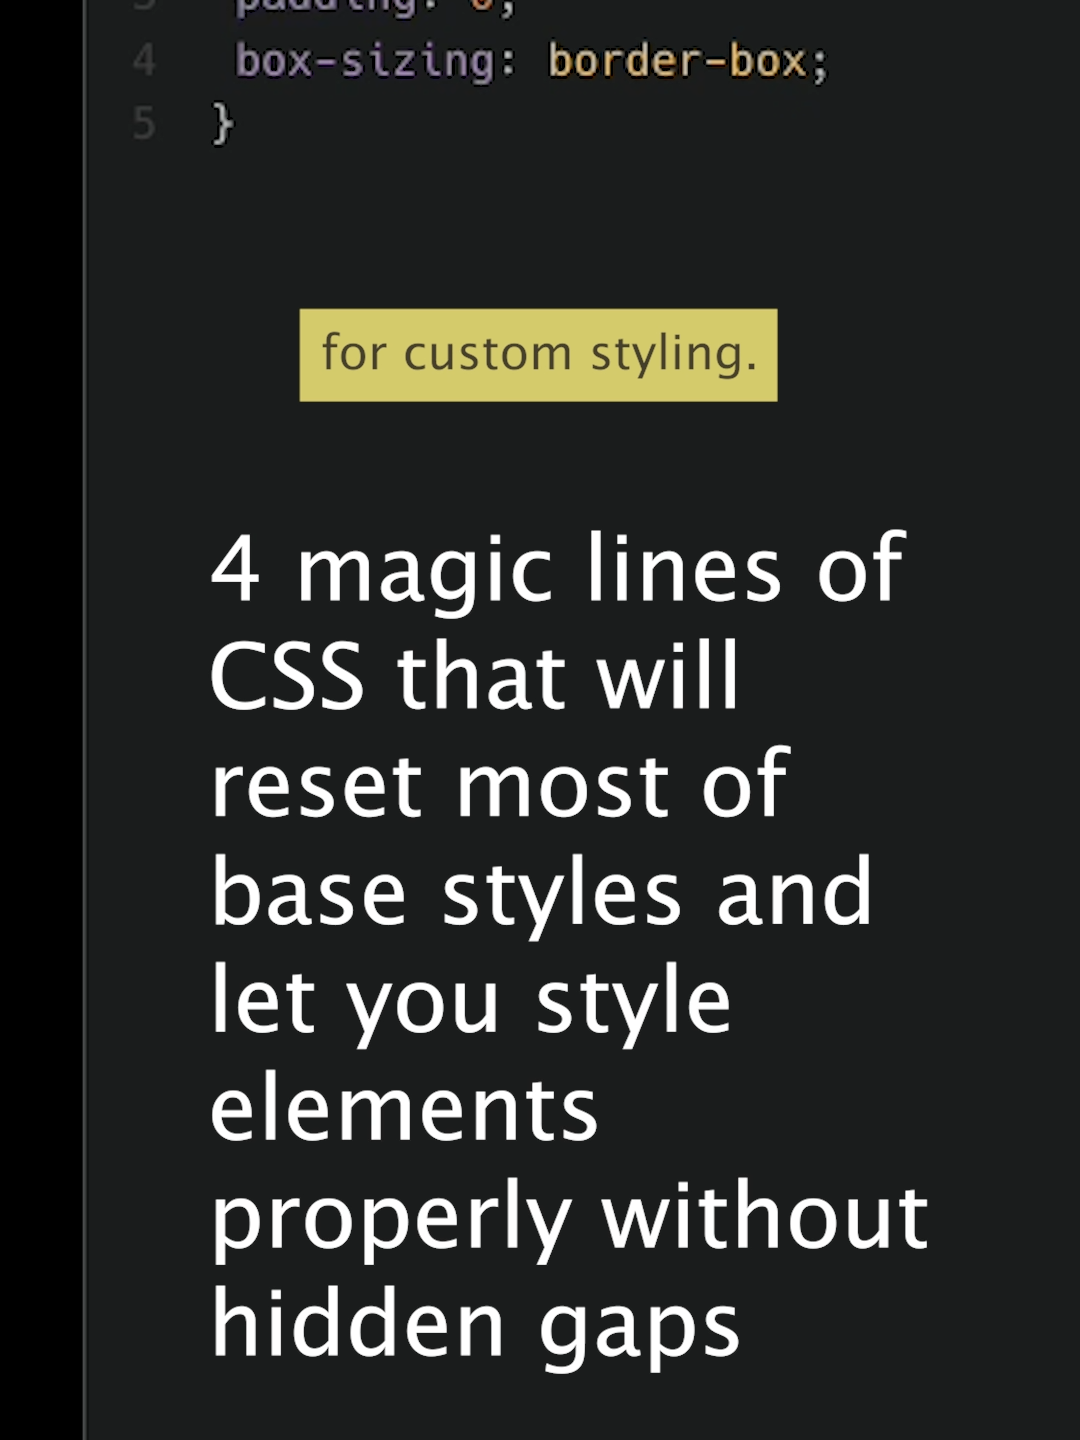 3 padding: 0;
4 box-sizing: border-box;
5 }
for custom styling.
4 magic lines of
CSS that will
reset most of
base styles and
let you style
elements
properly without
hidden gaps